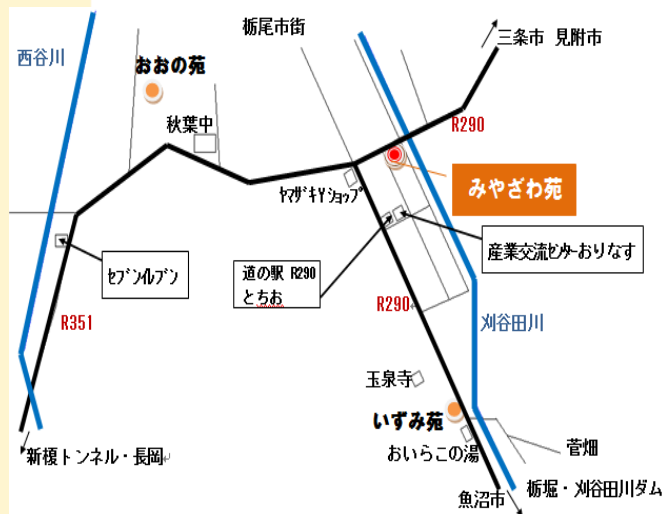 栃尾市街
三条市 見附市
西谷川
おおの苑
秋葉中
R290
ﾔﾏｻﾞｷYショップ
みやざわ苑
セブンイレブン
道の駅 R290
とちお
産業交流ｾﾝﾀｰおりなす
R290
R351
刈谷田川
玉泉寺
いずみ苑
おいらこの湯
菅畑
新榎トンネル・長岡
魚沼市
栃堀・刈谷田川ダム